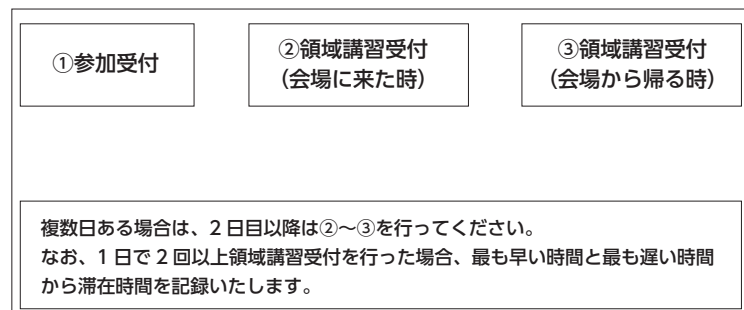 ①参加受付
②領域講習受付
(会場に来た時)
③領域講習受付
(会場から帰る時)
複数日ある場合は、2日目以降は②〜③を行ってください。
なお、1日で2回以上領域講習受付を行った場合、最も早い時間と最も遅い時間
から滞在時間を記録いたします。